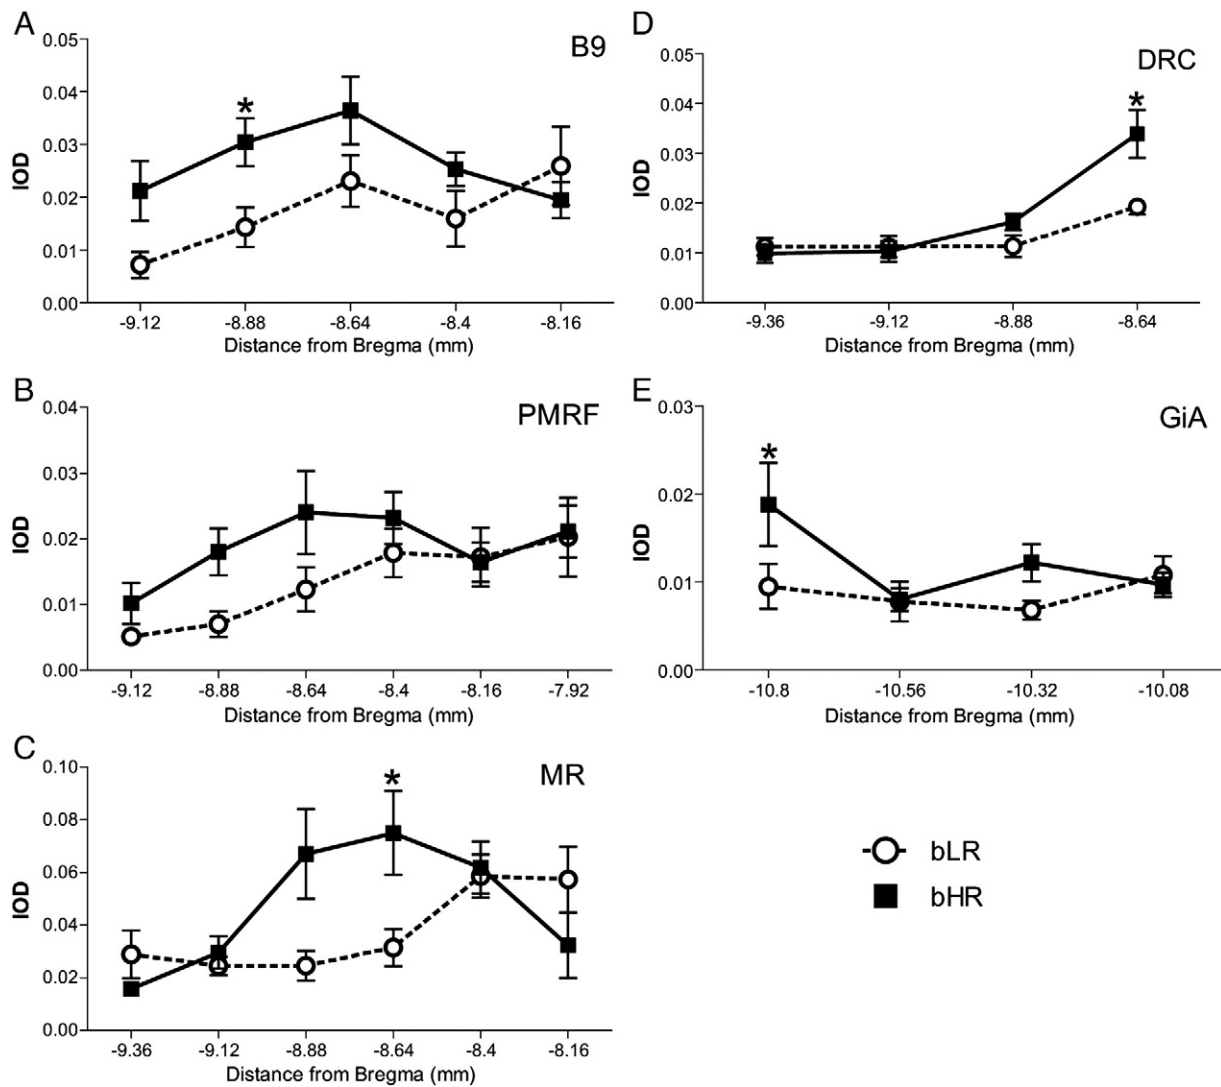 A
B9
0.05
0.04
0.03
0.02
0.01
0.00
IOD
*
-9.12 -8.88 -8.64 -8.4 -8.16
Distance from Bregma (mm)
B
PMRF
0.04
0.03
0.02
0.01
0.00
IOD
-9.12 -8.88 -8.64 -8.4 -8.16 -7.92
Distance from Bregma (mm)
C
MR
0.10
0.08
0.06
0.04
0.02
0.00
IOD
*
-9.36 -9.12 -8.88 -8.64 -8.4 -8.16
Distance from Bregma (mm)
D
DRC
0.05
0.04
0.03
0.02
0.01
0.00
IOD
*
-9.36 -9.12 -8.88 -8.64
Distance from Bregma (mm)
E
GiA
0.03
0.02
0.01
0.00
IOD
*
-10.8 -10.56 -10.32 -10.08
Distance from Bregma (mm)
bLR
bHR